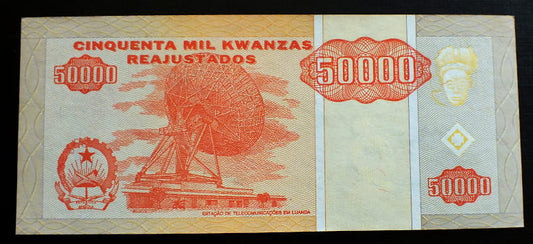 CINQUENTA MIL KWANZAS
REAJUSTADOS
50000
50000
ESTAÇÃO DE TELECOMUNICAÇÕES EM LUANDA
50000